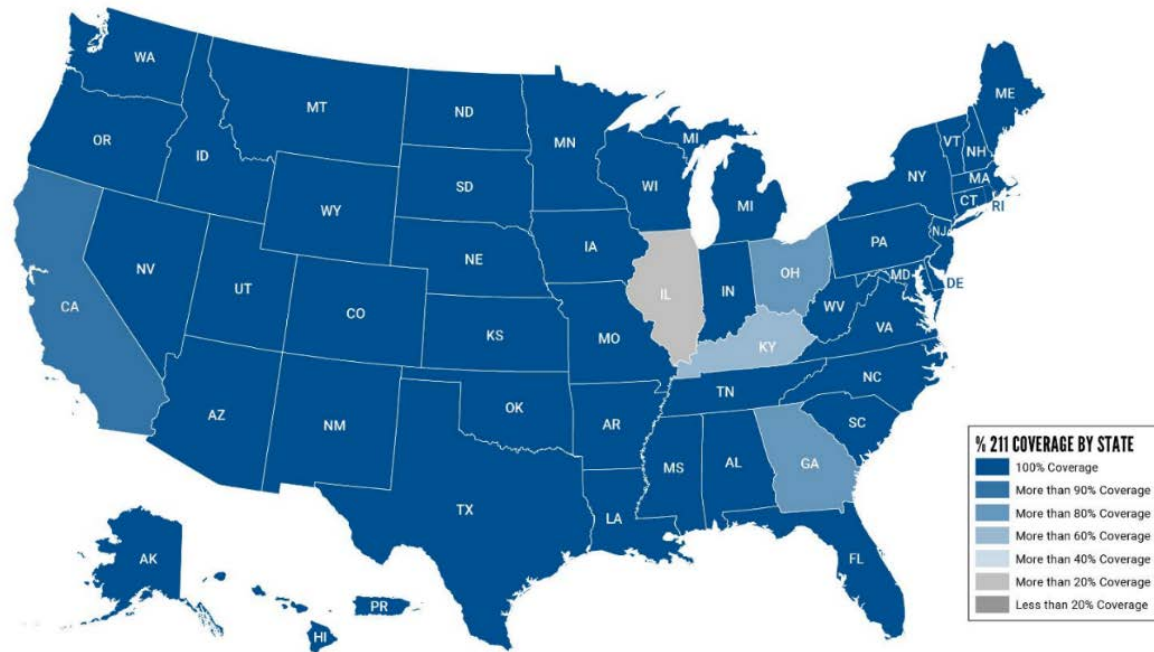 WA
MT
ND
MN
MI
ME
VT
NH
OR
ID
SD
WI
NY
MA
CT
RI
WY
MI
IA
PA
NJ
NE
OH
MD
DE
NV
UT
IL
IN
WV
CA
CO
KS
MO
KY
VA
AZ
NM
OK
TN
NC
AR
SC
MS
AL
GA
TX
LA
FL
AK
PR
HI
% 211 COVERAGE BY STATE
100% Coverage
More than 90% Coverage
More than 80% Coverage
More than 60% Coverage
More than 40% Coverage
More than 20% Coverage
Less than 20% Coverage